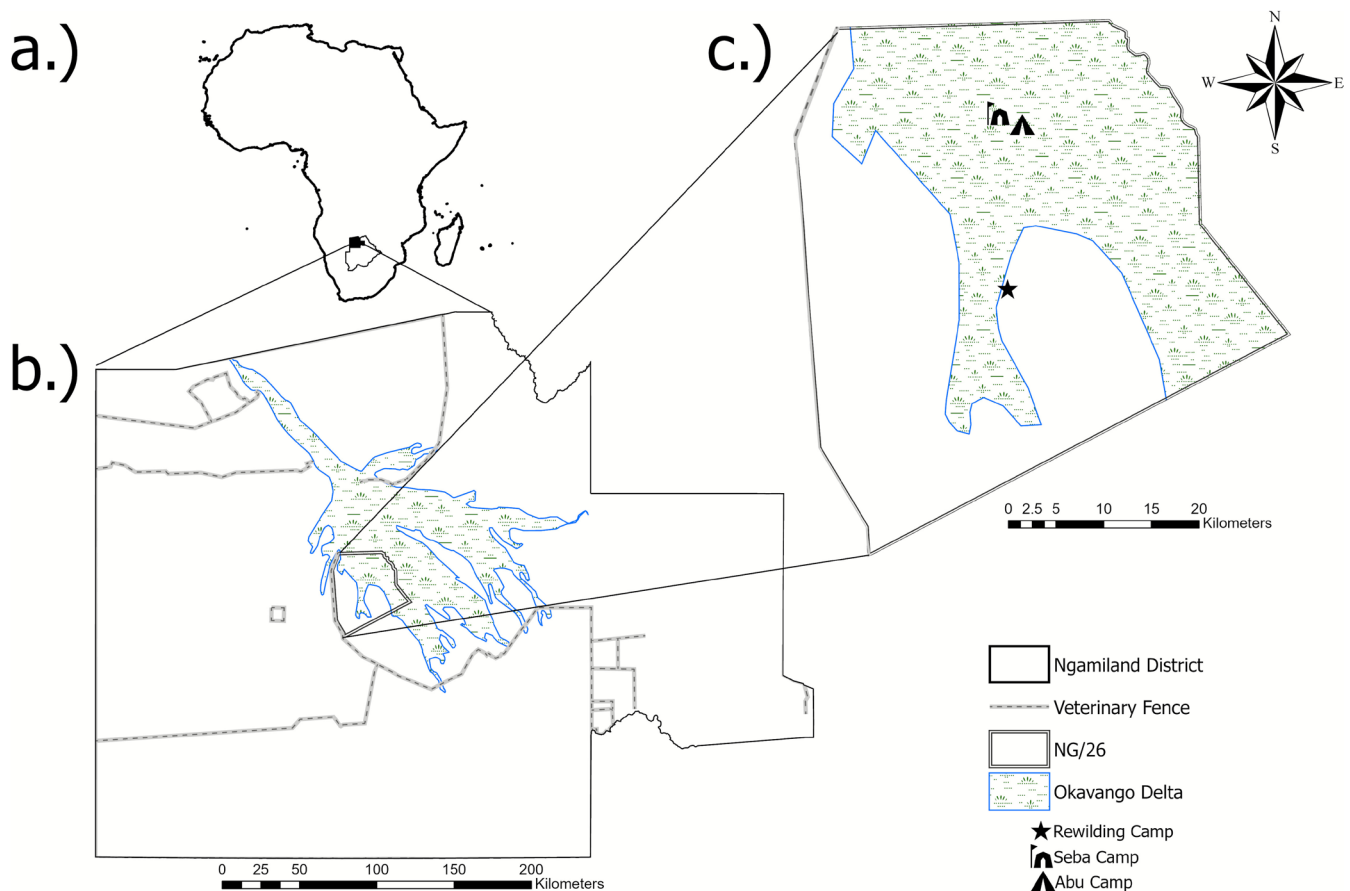 a.)
c.)
N
W
E
S
b.)
0 2.5 5 10 15 20
Kilometers
Ngamiland District
Veterinary Fence
NG/26
Okavango Delta
Rewilding Camp
Seba Camp
Abu Camp
0 25 50 100 150 200
Kilometers